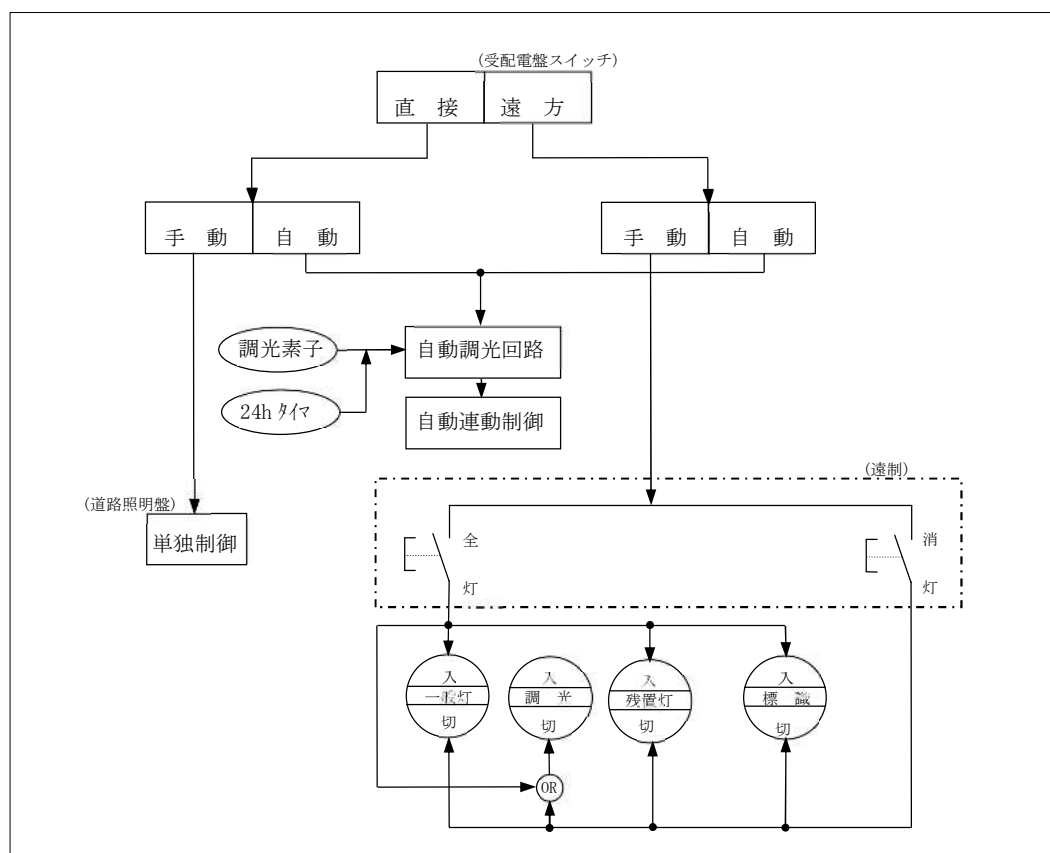 (受配電盤スイッチ)
直 接 遠 方
手 動 自 動 手 動 自 動
調光素子 自動調光回路
24h ﾀｲﾏ 自動連動制御
(遠制)
(道路照明盤)
単独制御
全 消
灯 灯
入 入 入 入
一般灯 調 光 残置灯 標 識
切 切 切 切
OR